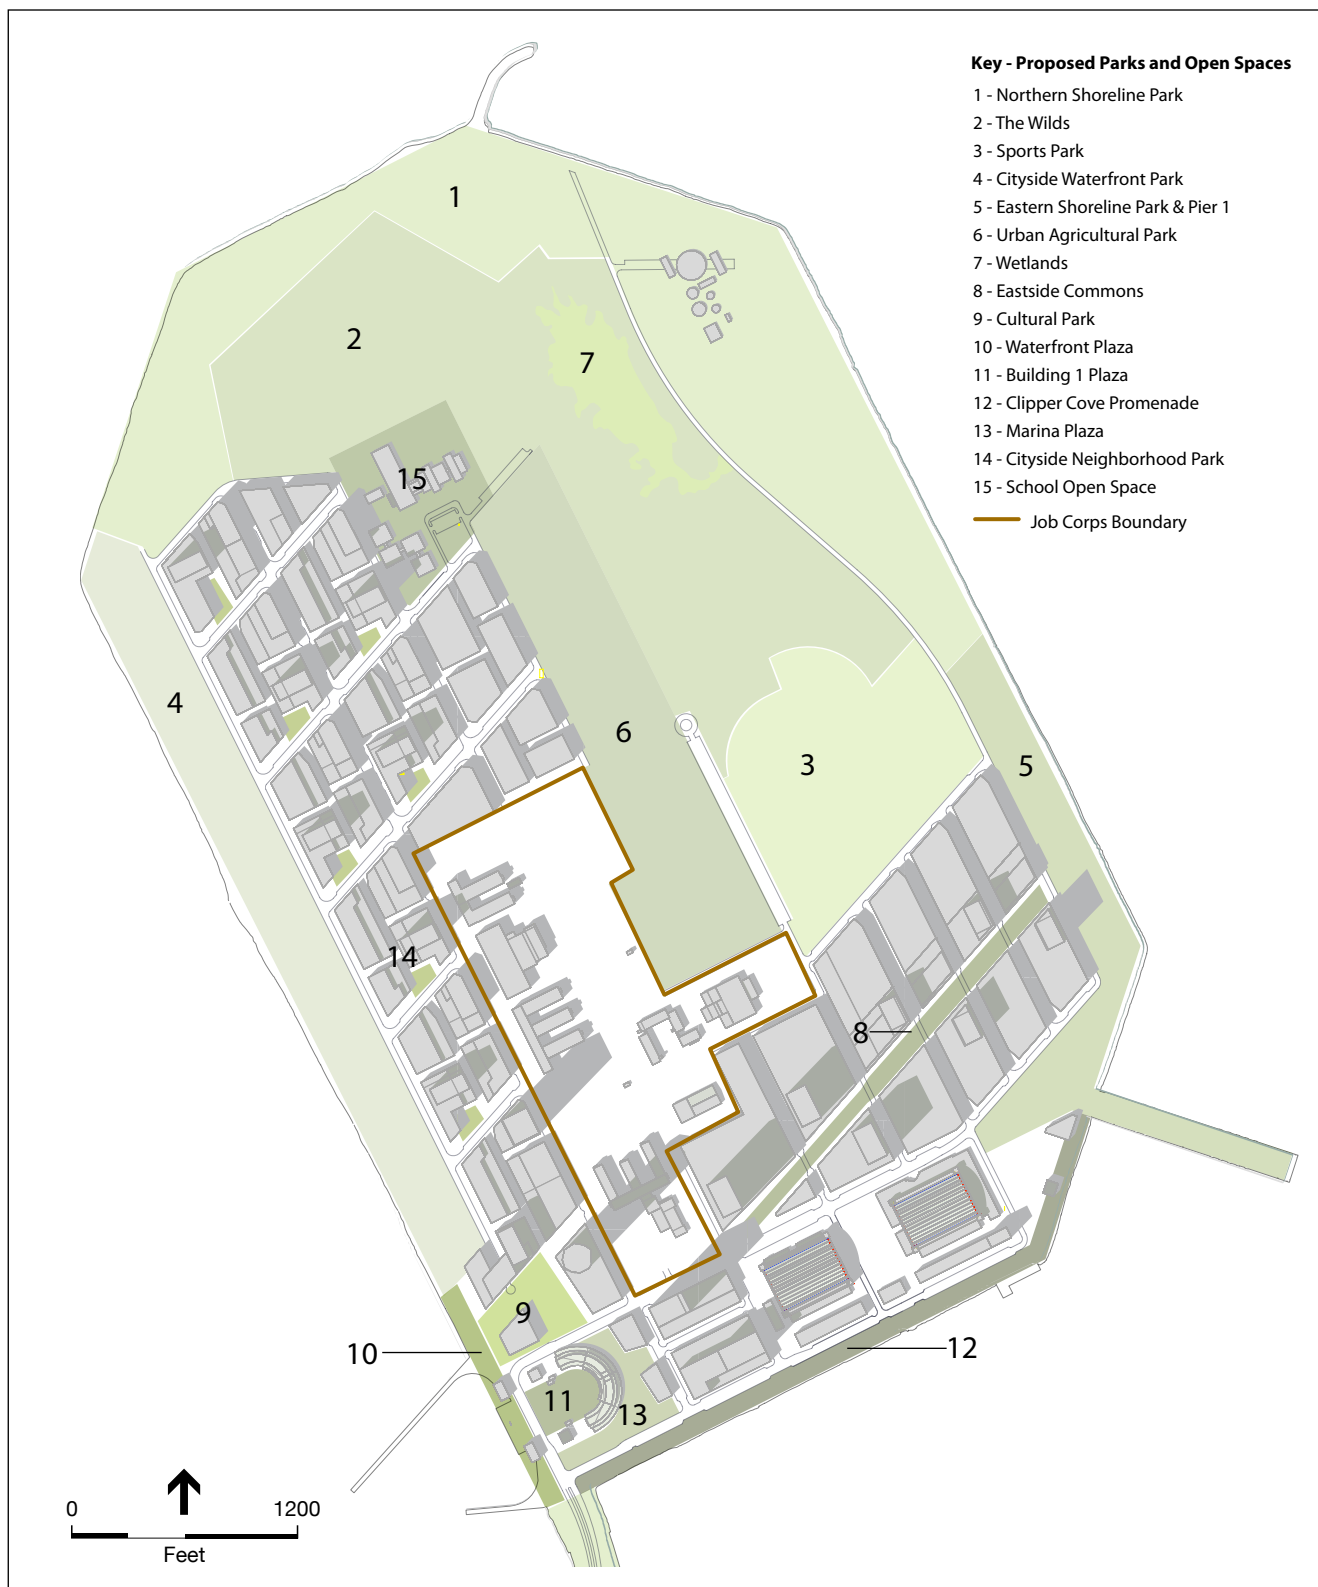 Key - Proposed Parks and Open Spaces
1 - Northern Shoreline Park
2 - The Wilds
3 - Sports Park
4 - Cityside Waterfront Park
5 - Eastern Shoreline Park & Pier 1
6 - Urban Agricultural Park
7 - Wetlands
8 - Eastside Commons
9 - Cultural Park
10 - Waterfront Plaza
11 - Building 1 Plaza
12 - Clipper Cove Promenade
13 - Marina Plaza
14 - Cityside Neighborhood Park
15 - School Open Space
Job Corps Boundary
1
2
7
15
4
6
3
5
14
8
9
10
12
11
13
0 1200
Feet